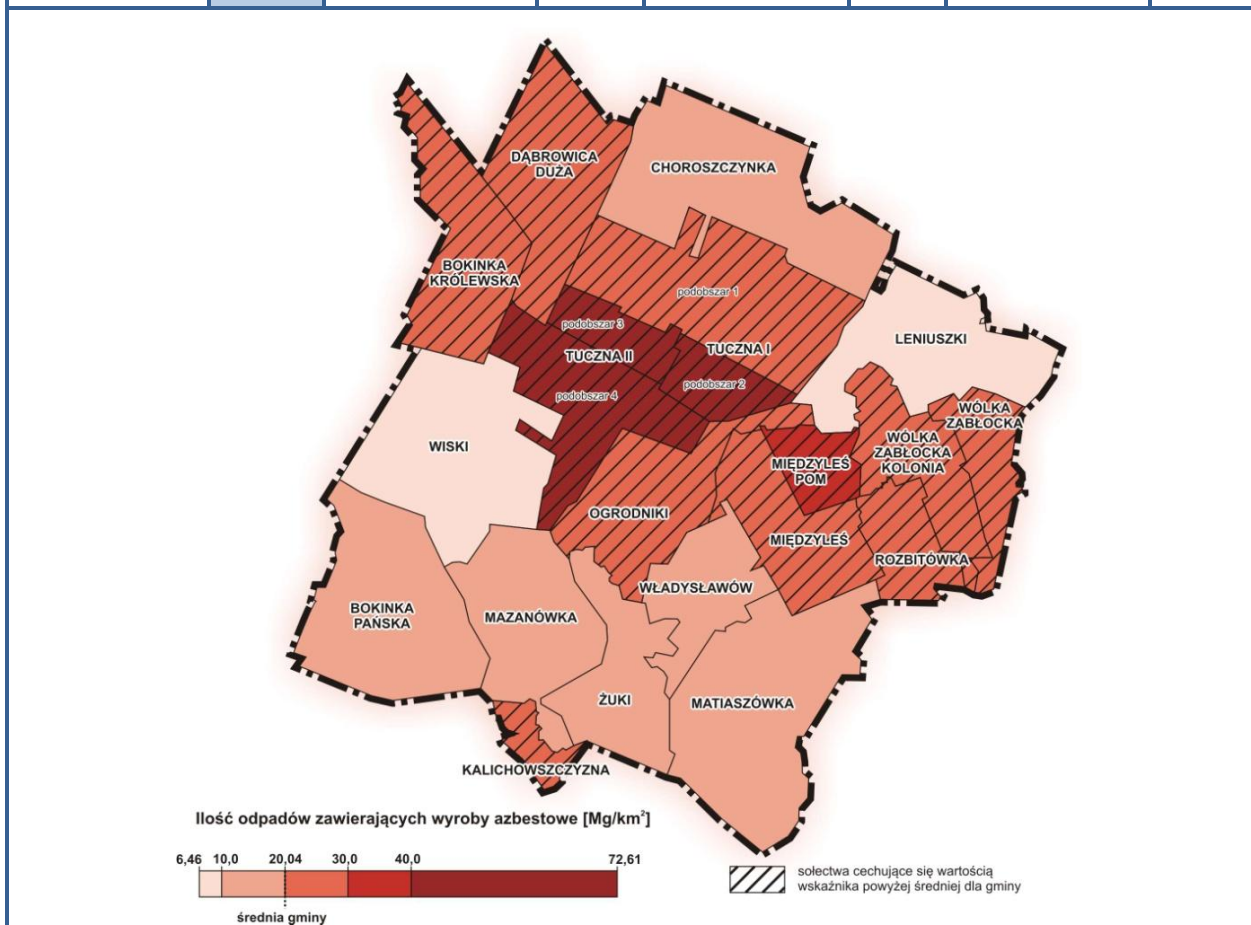 DĄBROWICA
DUŻA
CHOROSZCZYNKA
BOKINKA
KRÓLEWSKA
podobszar 1
podobszar 3
LENIUSZKI
TUCZNA II
TUCZNA I
podobszar 2
podobszar 4
WÓLKA
ZABŁOCKA
WÓLKA
ZABŁOCKA
KOLONIA
WISKI
MIĘDZYLEŚ
POM
OGRODNIKI
MIĘDZYLEŚ
ROZBITÓWKA
WŁADYSŁAWÓW
BOKINKA
PAŃSKA
MAZANÓWKA
ŻUKI
MATIASZÓWKA
KALICHOWSZCZYZNA
Ilość odpadów zawierających wyroby azbestowe [Mg/km²]
6,46 10,0 20,04 30,0 40,0 72,61
średnia gminy
sołectwa cechujące się wartością
wskaźnika powyżej średniej dla gminy